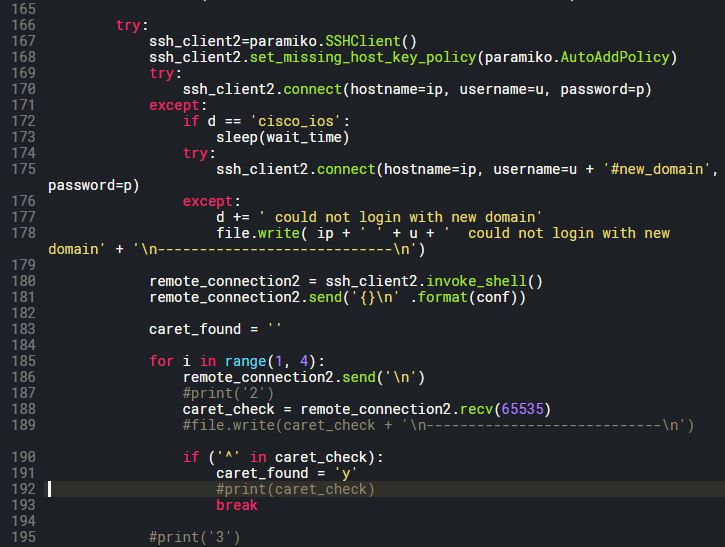 165
166 try:
167 ssh_client2=paramiko.SSHClient()
168 ssh_client2.set_missing_host_key_policy(paramiko.AutoAddPolicy)
169 try:
170 ssh_client2.connect(hostname=ip, username=u, password=p)
171 except:
172 if d == 'cisco_ios':
173 sleep(wait_time)
174 try:
175 ssh_client2.connect(hostname=ip, username=u + '#new_domain',
password=p)
176 except:
177 d += ' could not login with new domain'
178 file.write( ip + ' ' + u + '  could not login with new
domain' + '\n----------------------------\n')
179
180 remote_connection2 = ssh_client2.invoke_shell()
181 remote_connection2.send('{}\n' .format(conf))
182
183 caret_found = ''
184
185 for i in range(1, 4):
186 remote_connection2.send('\n')
187 #print('2')
188 caret_check = remote_connection2.recv(65535)
189 #file.write(caret_check + '\n----------------------------\n')
190 if ('^' in caret_check):
191 caret_found = 'y'
192 #print(caret_check)
193 break
194
195 #print('3')